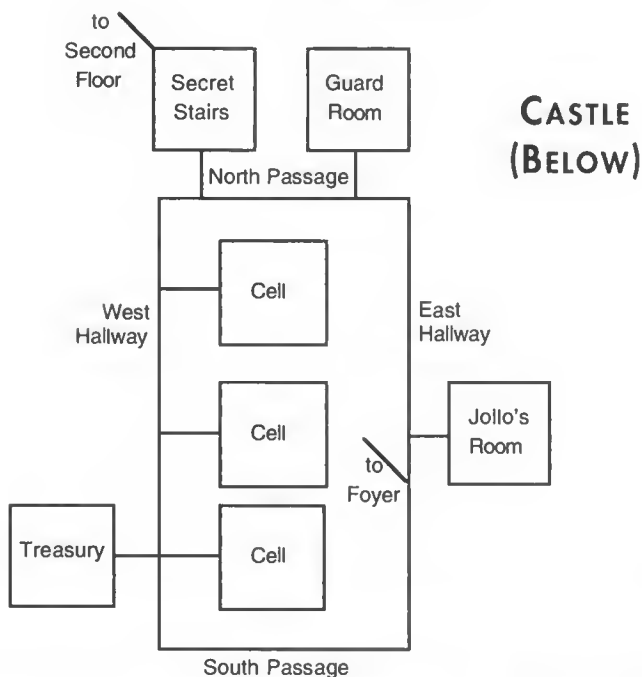 to
Second
Floor
Secret
Stairs
Guard
Room
CASTLE
(BELOW)
North Passage
Cell
West
Hallway
East
Hallway
Cell
Jollo's
Room
to
Foyer
Treasury
Cell
South Passage